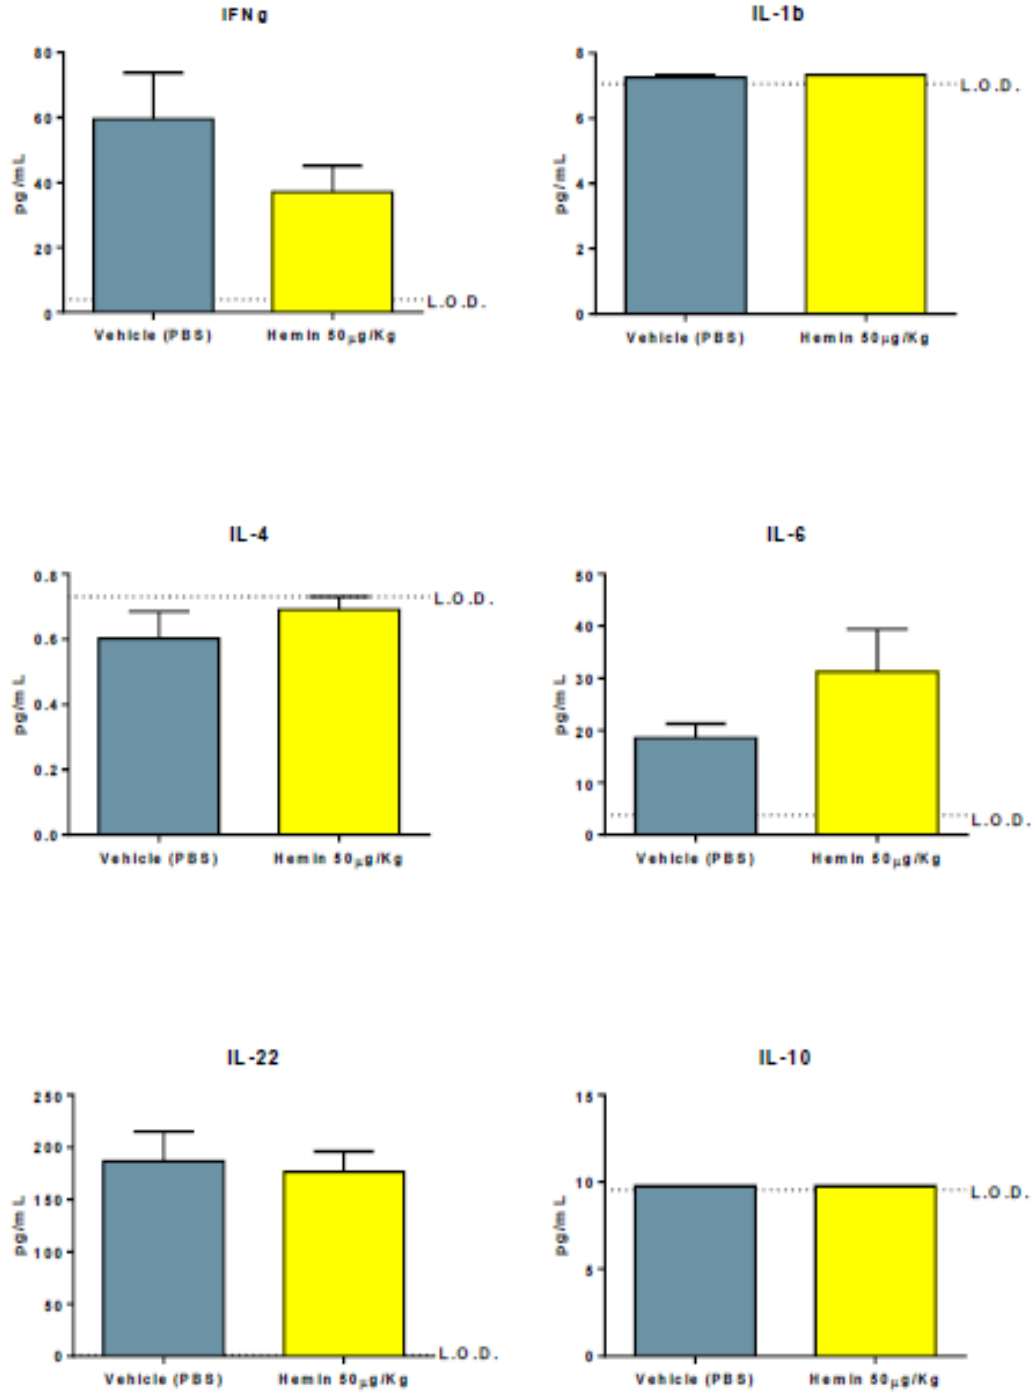 IFNg
80
60
40
20
0
pg/mL
L.O.D.
Vehicle (PBS)
Hemin 50µg/Kg
IL-1b
8
6
4
2
0
pg/mL
L.O.D.
Vehicle (PBS)
Hemin 50µg/Kg
IL-4
0.8
0.6
0.4
0.2
0.0
pg/mL
L.O.D.
Vehicle (PBS)
Hemin 50µg/Kg
IL-6
50
40
30
20
10
0
pg/mL
L.O.D.
Vehicle (PBS)
Hemin 50µg/Kg
IL-22
250
200
150
100
50
0
pg/mL
L.O.D.
Vehicle (PBS)
Hemin 50µg/Kg
IL-10
15
10
5
0
pg/mL
L.O.D.
Vehicle (PBS)
Hemin 50µg/Kg